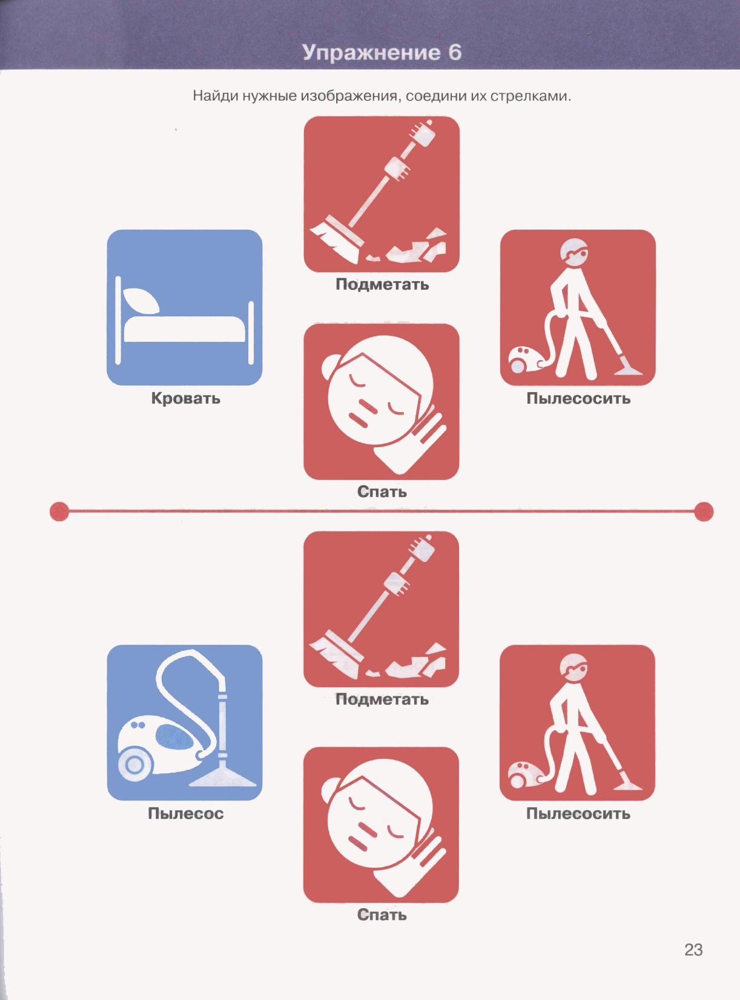 Упражнение 6
Найди нужные изображения, соедини их стрелками.
Подметать
Кровать
Пылесосить
Спать
Подметать
Пылесос
Пылесосить
Спать
23